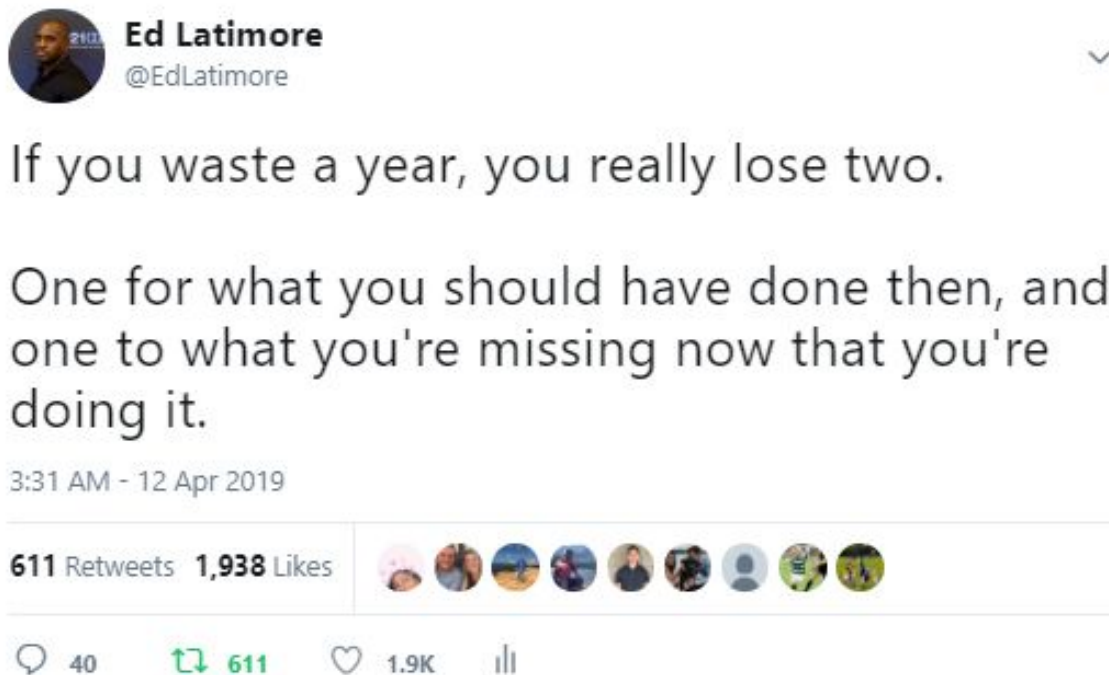 Ed Latimore
@EdLatimore
If you waste a year, you really lose two.
One for what you should have done then, and
one to what you're missing now that you're
doing it.
3:31 AM - 12 Apr 2019
611 Retweets 1,938 Likes
40 611 1.9K